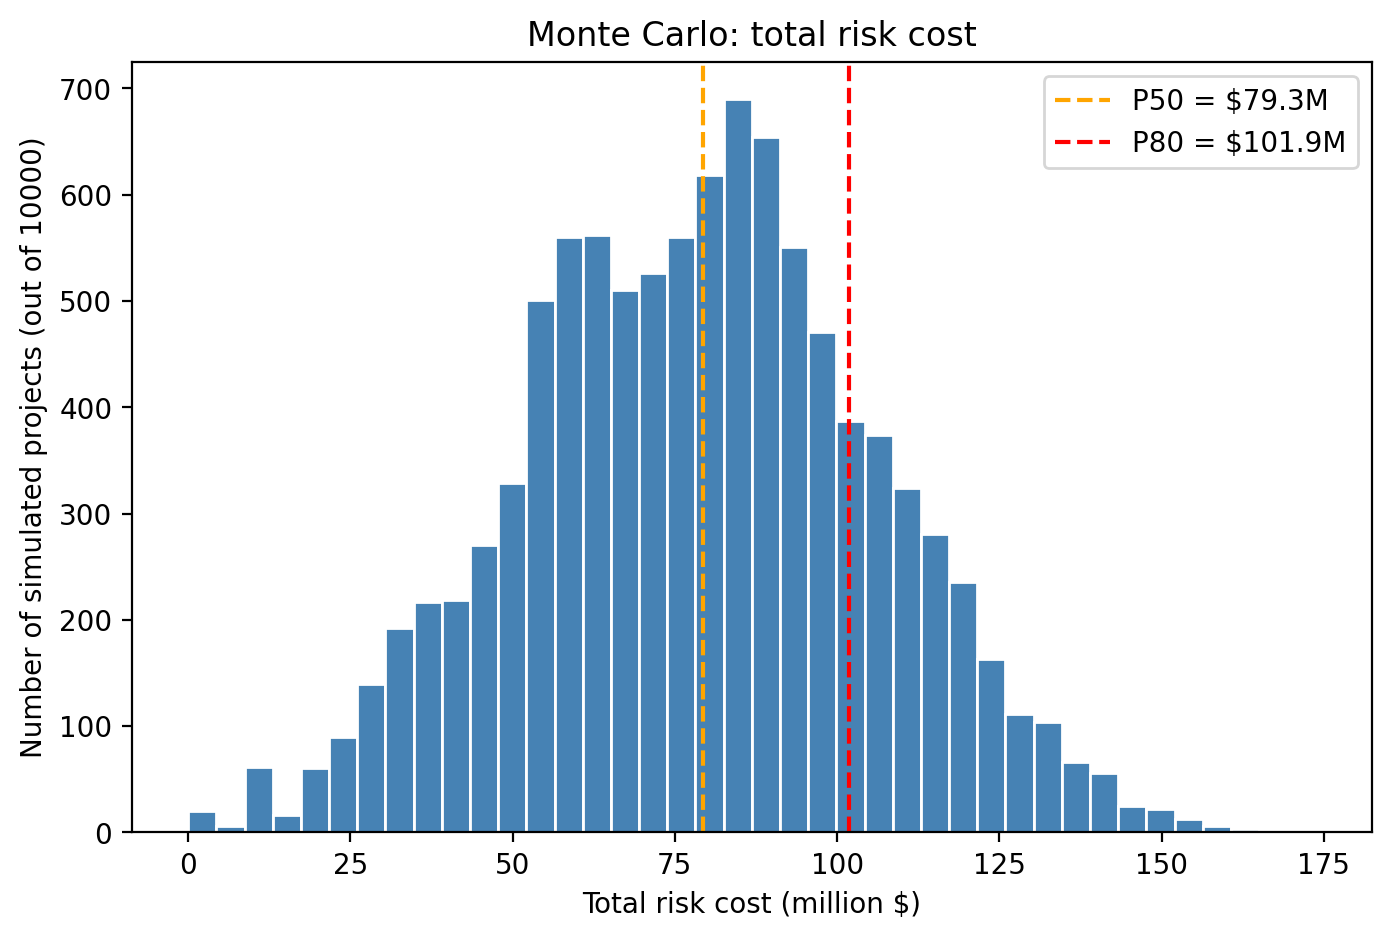 Monte Carlo: total risk cost
P50 = $79.3M
P80 = $101.9M
Number of simulated projects (out of 10000)
700
600
500
400
300
200
100
0
0 25 50 75 100 125 150 175
Total risk cost (million $)